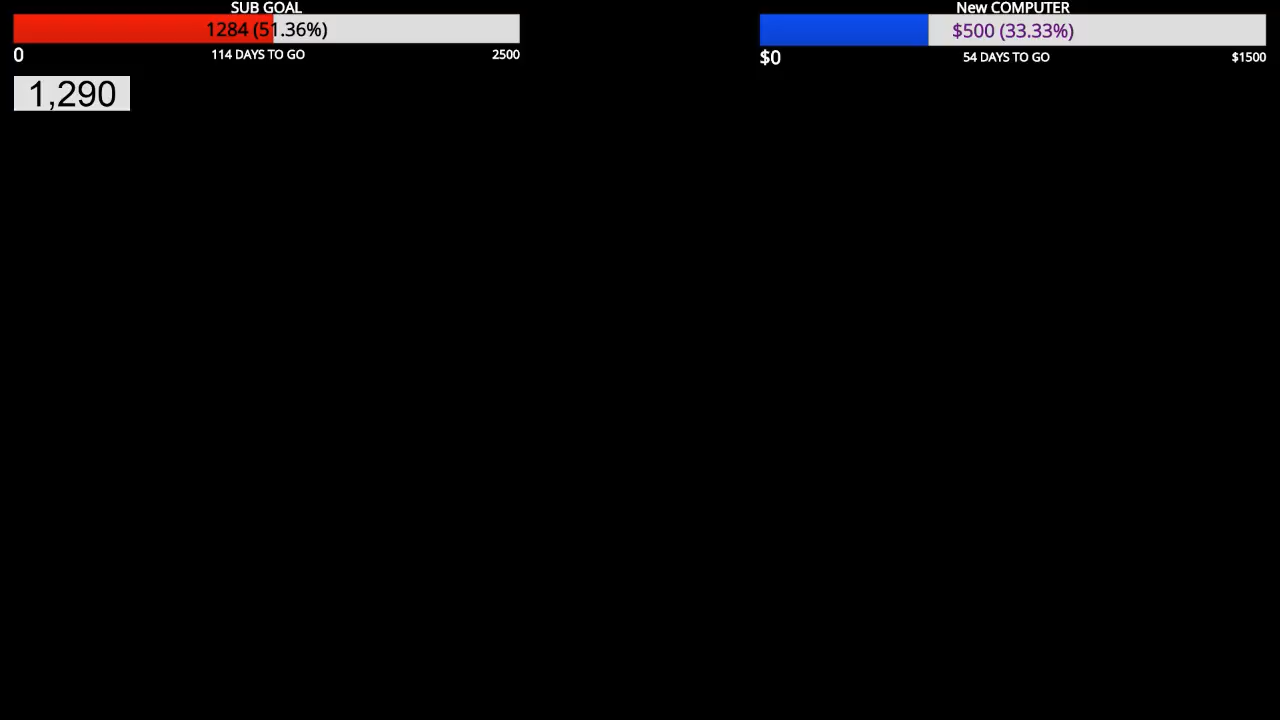 SUB GOAL
1284 (51.36%)
0 114 DAYS TO GO 2500
1,290
New COMPUTER
$500 (33.33%)
$0 54 DAYS TO GO $1500